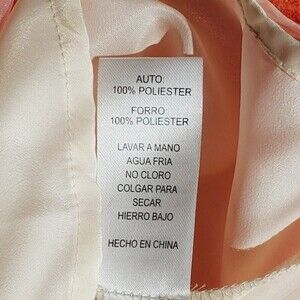 AUTO:
100% POLIESTER
FORRO
100% POLIESTER
LAVAR A MANO
AGUA FRIA
NO CLORO
COLGAR PARA
SECAR
HIERRO BAJO
HECHO EN CHINA